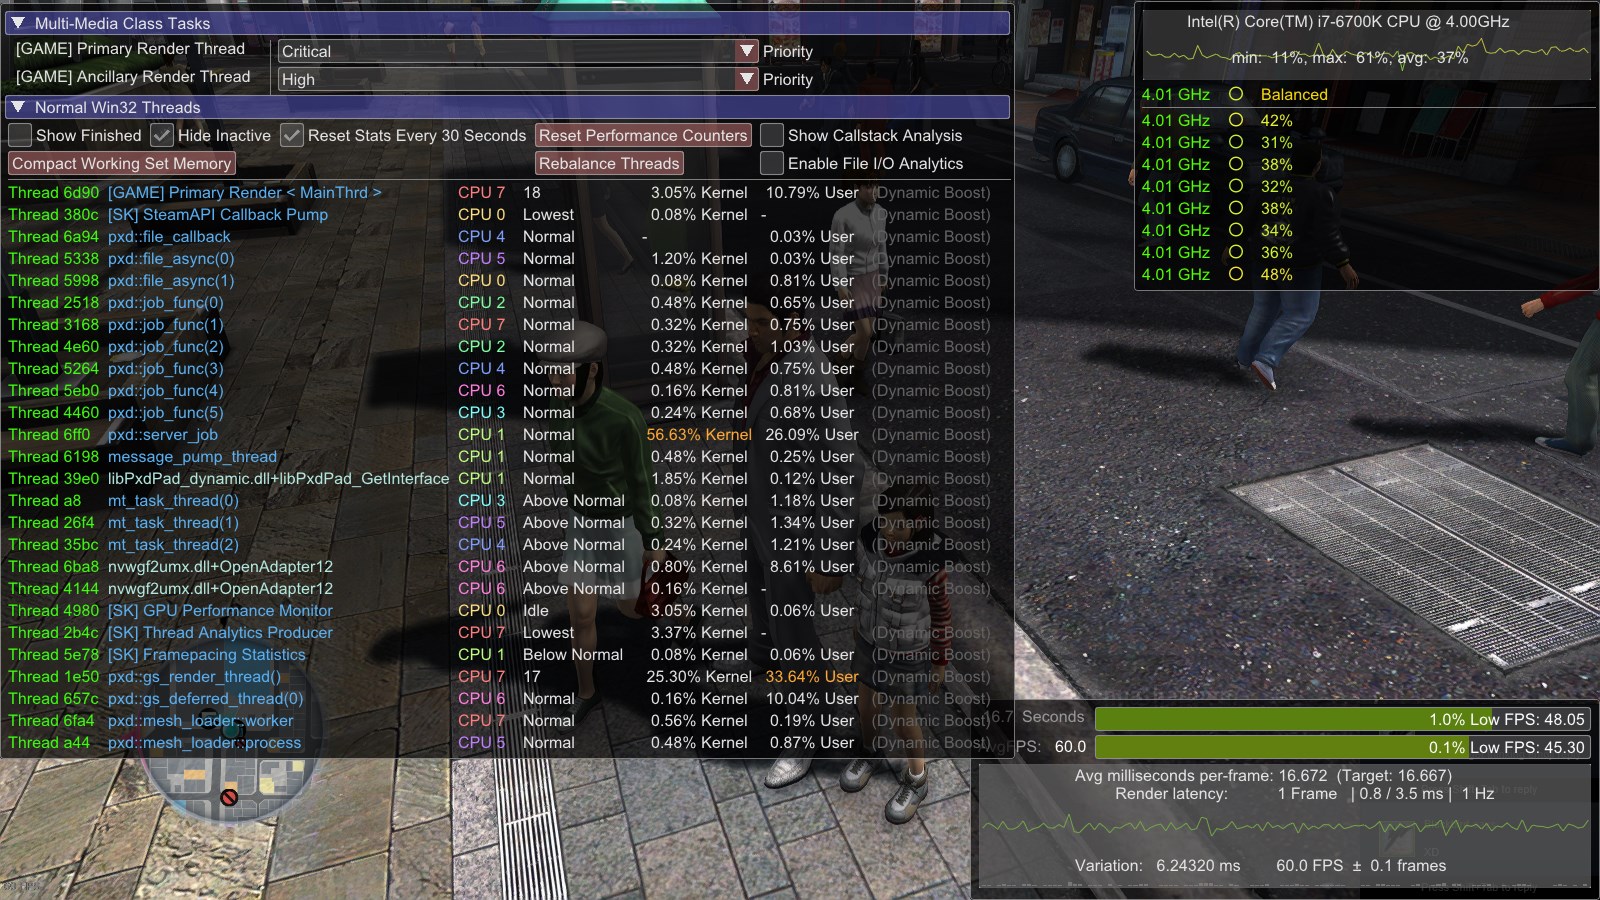 Multi-Media Class Tasks
[GAME] Primary Render Thread Critical Priority
[GAME] Ancillary Render Thread High Priority
Normal Win32 Threads
Show Finished Hide Inactive Reset Stats Every 30 Seconds Reset Performance Counters Show Callstack Analysis
Compact Working Set Memory Rebalance Threads Enable File I/O Analytics
Thread 6d90 [GAME] Primary Render < MainThrd > CPU 7 18 3.05% Kernel 10.79% User (Dynamic Boost)
Thread 380c [SK] SteamAPI Callback Pump CPU 0 Lowest 0.08% Kernel - (Dynamic Boost)
Thread 6a94 pxd::file_callback CPU 4 Normal - 0.03% User (Dynamic Boost)
Thread 5338 pxd::file_async(0) CPU 5 Normal 1.20% Kernel 0.03% User (Dynamic Boost)
Thread 5998 pxd::file_async(1) CPU 0 Normal 0.08% Kernel 0.81% User (Dynamic Boost)
Thread 2518 pxd::job_func(0) CPU 2 Normal 0.48% Kernel 0.65% User (Dynamic Boost)
Thread 3168 pxd::job_func(1) CPU 7 Normal 0.32% Kernel 0.75% User (Dynamic Boost)
Thread 4e60 pxd::job_func(2) CPU 2 Normal 0.32% Kernel 1.03% User (Dynamic Boost)
Thread 5264 pxd::job_func(3) CPU 4 Normal 0.48% Kernel 0.75% User (Dynamic Boost)
Thread 5eb0 pxd::job_func(4) CPU 6 Normal 0.16% Kernel 0.81% User (Dynamic Boost)
Thread 4460 pxd::job_func(5) CPU 3 Normal 0.24% Kernel 0.68% User (Dynamic Boost)
Thread 6ff0 pxd::server_job CPU 1 Normal 56.63% Kernel 26.09% User (Dynamic Boost)
Thread 6198 message_pump_thread CPU 1 Normal 0.48% Kernel 0.25% User (Dynamic Boost)
Thread 39e0 libPxdPad_dynamic.dll+libPxdPad_GetInterface CPU 1 Normal 1.85% Kernel 0.12% User (Dynamic Boost)
Thread a8 mt_task_thread(0) CPU 3 Above Normal 0.08% Kernel 1.18% User (Dynamic Boost)
Thread 26f4 mt_task_thread(1) CPU 5 Above Normal 0.32% Kernel 1.34% User (Dynamic Boost)
Thread 35bc mt_task_thread(2) CPU 4 Above Normal 0.24% Kernel 1.21% User (Dynamic Boost)
Thread 6ba8 nvwgf2umx.dll+OpenAdapter12 CPU 6 Above Normal 0.80% Kernel 8.61% User (Dynamic Boost)
Thread 4144 nvwgf2umx.dll+OpenAdapter12 CPU 6 Above Normal 0.16% Kernel - (Dynamic Boost)
Thread 4980 [SK] GPU Performance Monitor CPU 0 Idle 3.05% Kernel 0.06% User
Thread 2b4c [SK] Thread Analytics Producer CPU 7 Lowest 3.37% Kernel - (Dynamic Boost)
Thread 5e78 [SK] Framepacing Statistics CPU 1 Below Normal 0.08% Kernel 0.06% User (Dynamic Boost)
Thread 1e50 pxd::gs_render_thread() CPU 7 17 25.30% Kernel 33.64% User (Dynamic Boost)
Thread 657c pxd::gs_deferred_thread(0) CPU 6 Normal 0.16% Kernel 10.04% User (Dynamic Boost)
Thread 6fa4 pxd::mesh_loader_worker CPU 7 Normal 0.56% Kernel 0.19% User (Dynamic Boost)
Thread a44 pxd::mesh_loader::process CPU 5 Normal 0.48% Kernel 0.87% User (Dynamic Boost)
Intel(R) Core(TM) i7-6700K CPU @ 4.00GHz
min: 11%, max: 61%, avg: 37%
4.01 GHz Balanced
4.01 GHz 42%
4.01 GHz 31%
4.01 GHz 38%
4.01 GHz 32%
4.01 GHz 38%
4.01 GHz 34%
4.01 GHz 36%
4.01 GHz 48%
Seconds 1.0% Low FPS: 48.05
60.0 0.1% Low FPS: 45.30
Avg milliseconds per-frame: 16.672 (Target: 16.667)
Render latency: 1 Frame | 0.8 / 3.5 ms | 1 Hz
Variation: 6.24320 ms 60.0 FPS ± 0.1 frames